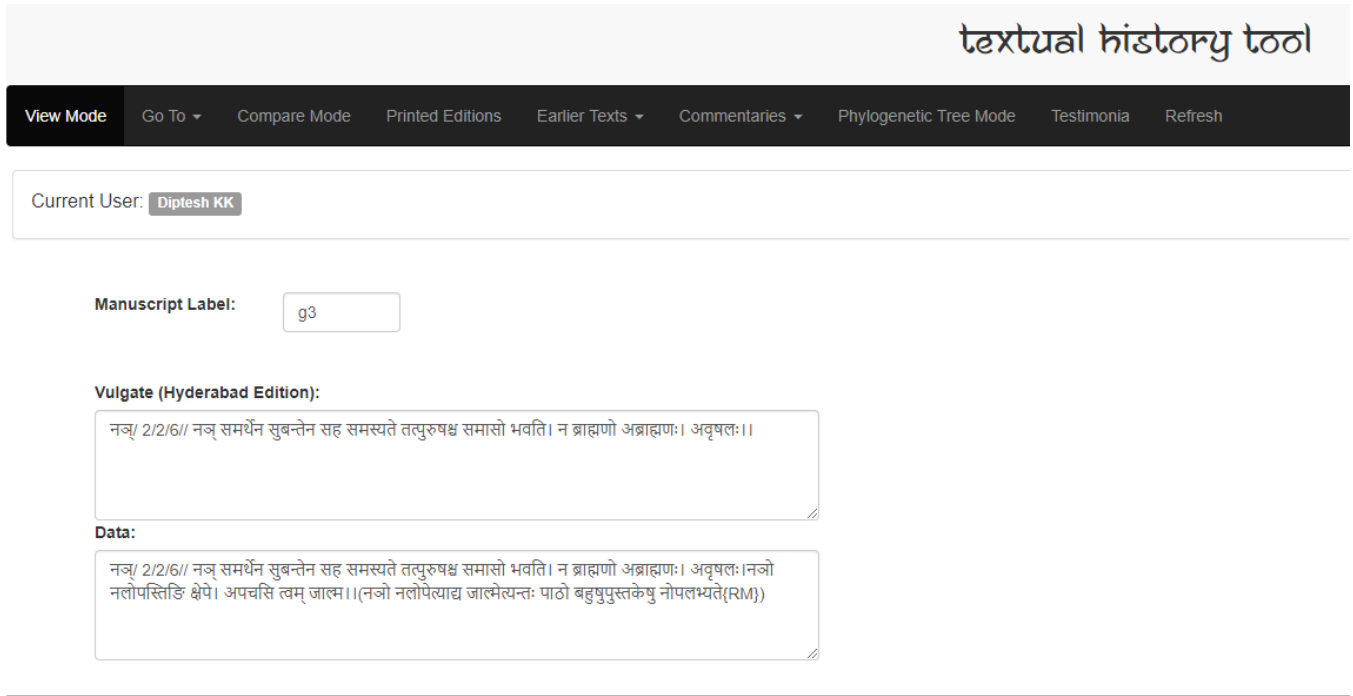 textual history tool
View Mode Go To Compare Mode Printed Editions Earlier Texts Commentaries Phylogenetic Tree Mode Testimonia Refresh
Current User: Diptesh KK
Manuscript Label: g3
Vulgate (Hyderabad Edition):
नञ्/ 2/2/6// नञ् समर्थेन सुबन्तेन सह समस्यते तत्पुरुषश्च समासो भवति। न ब्राह्मणो अब्राह्मणः। अवृषलः।।
Data:
नञ्/ 2/2/6// नञ् समर्थेन सुबन्तेन सह समस्यते तत्पुरुषश्च समासो भवति। न ब्राह्मणो अब्राह्मणः। अवृषलः।नञो
नलोपस्तिङि क्षेपे। अपचसि त्वम् जाल्म।।(नञो नलोपेत्याद्य जाल्मेत्यन्तः पाठो बहुषुपुस्तकेषु नोपलभ्यते{RM})